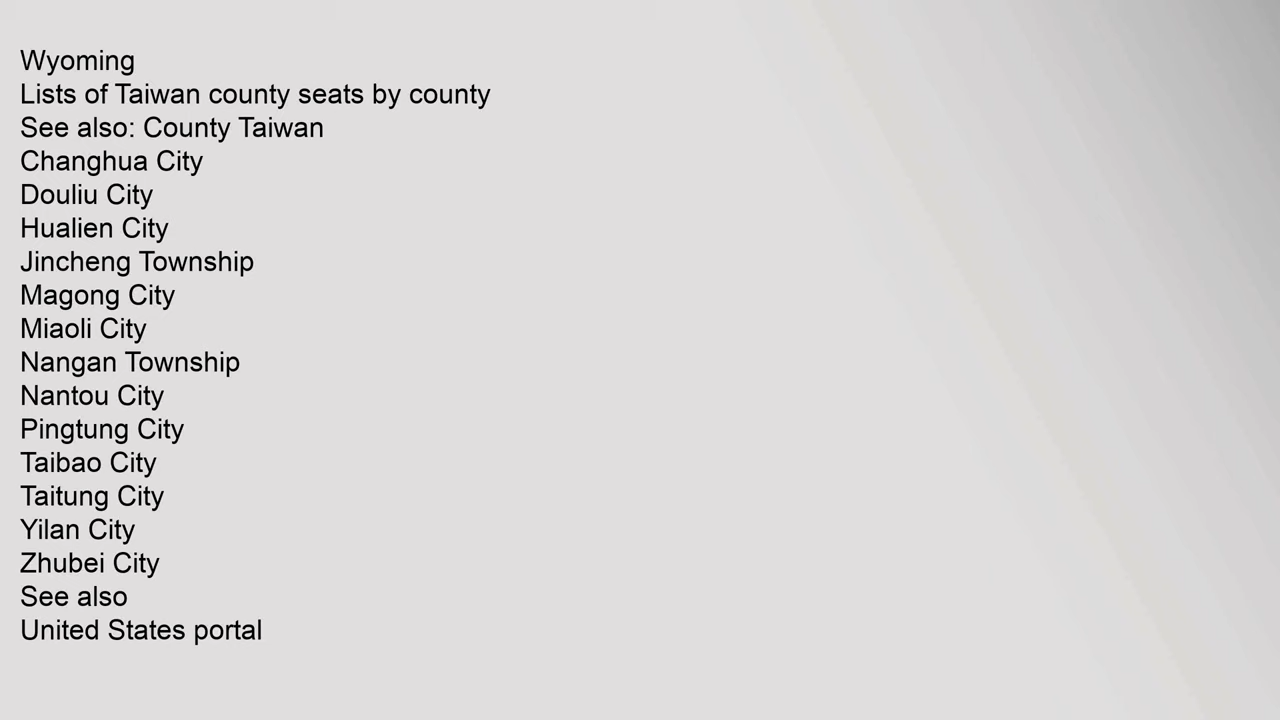 Wyoming
Lists of Taiwan county seats by county
See also: County Taiwan
Changhua City
Douliu City
Hualien City
Jincheng Township
Magong City
Miaoli City
Nangan Township
Nantou City
Pingtung City
Taibao City
Taitung City
Yilan City
Zhubei City
See also
United States portal